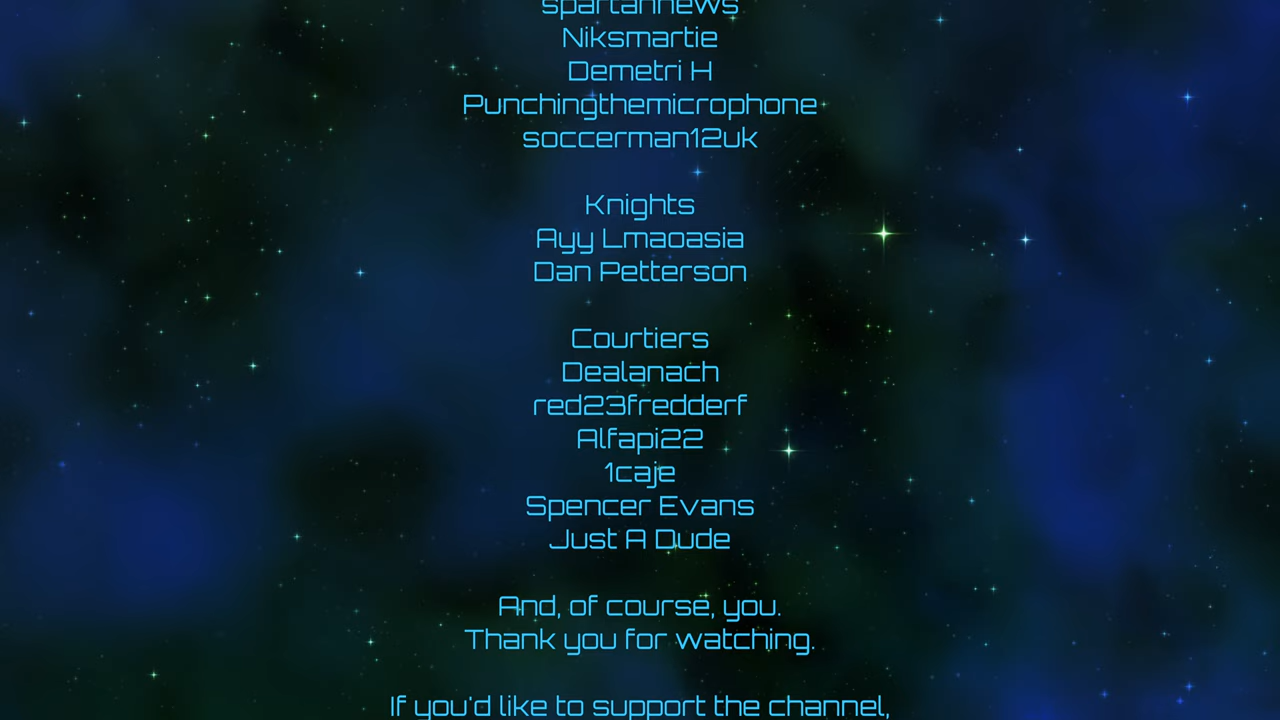 spartannews
Niksmartie
Demetri H
Punchingthemicrophone
soccerman12uk
Knights
Ayy Lmaoasia
Dan Petterson
Courtiers
Dealanach
red23fredderf
Alfapi22
1caje
Spencer Evans
Just A Dude
And, of course, you.
Thank you for watching.
If you'd like to support the channel,